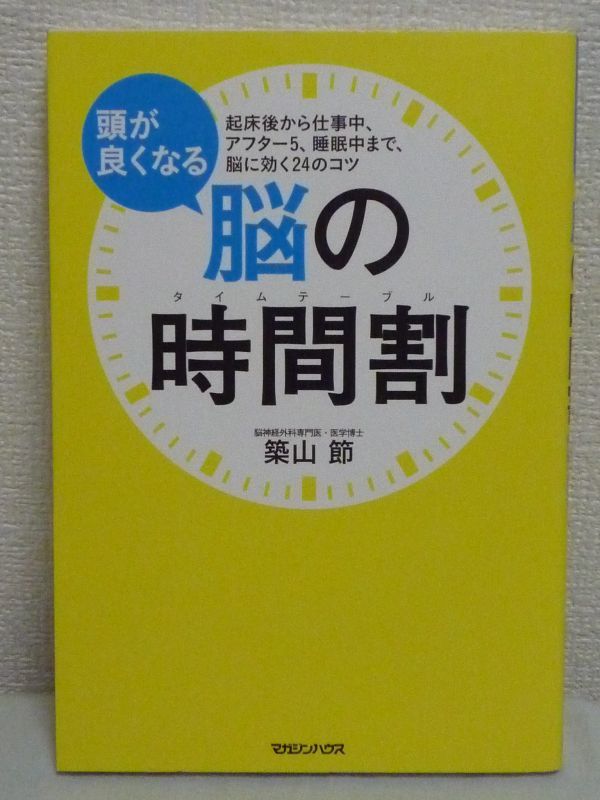 頭が
良くなる
起床後から仕事中、
アフター5、睡眠中まで、
脳に効く24のコツ
脳の
タイムテーブル
時間割
脳神経外科専門医・医学博士
築山 節
マガジンハウス